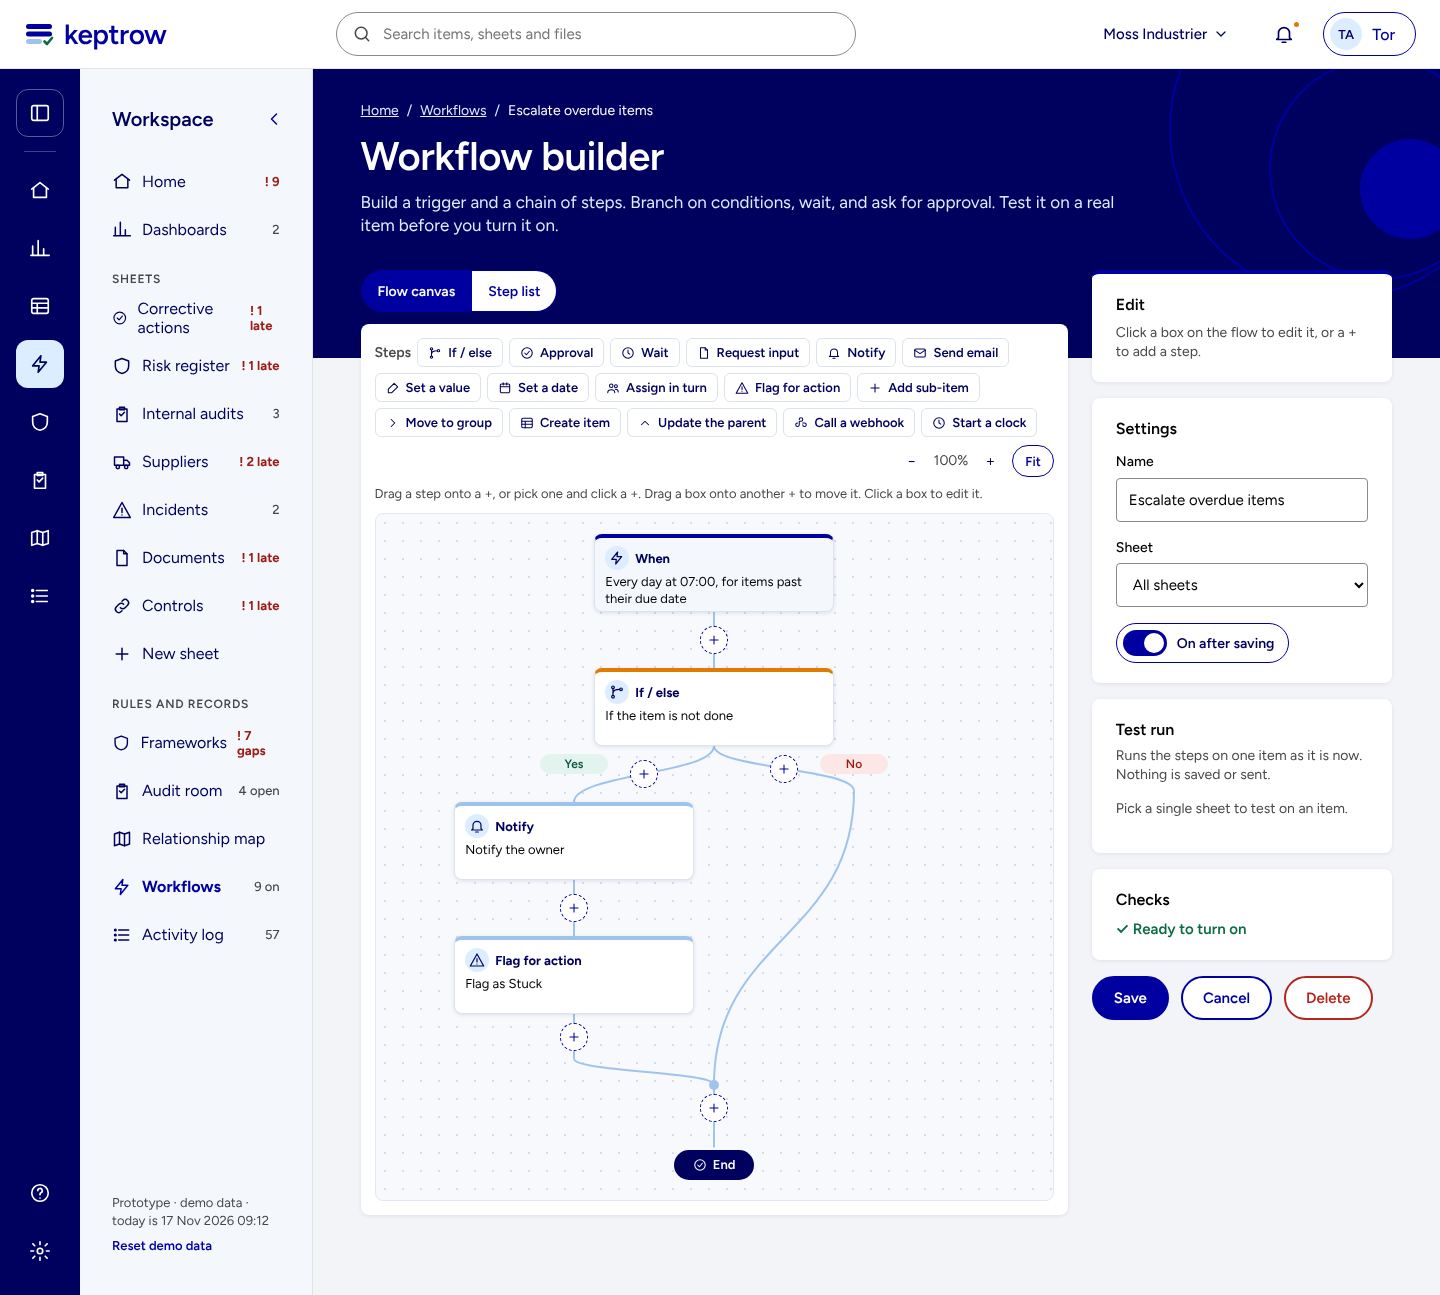 keptrow
Search items, sheets and files
Moss Industrier
TA
Tor
Workspace
Home
! 9
Dashboards
2
SHEETS
Corrective actions
! 1 late
Risk register
! 1 late
Internal audits
3
Suppliers
! 2 late
Incidents
2
Documents
! 1 late
Controls
! 1 late
New sheet
RULES AND RECORDS
Frameworks
! 7 gaps
Audit room
4 open
Relationship map
Workflows
9 on
Activity log
57
Prototype · demo data ·
today is 17 Nov 2026 09:12
Reset demo data
Home / Workflows / Escalate overdue items
Workflow builder
Build a trigger and a chain of steps. Branch on conditions, wait, and ask for approval. Test it on a real
item before you turn it on.
Flow canvas
Step list
Steps
If / else
Approval
Wait
Request input
Notify
Send email
Set a value
Set a date
Assign in turn
Flag for action
Add sub-item
Move to group
Create item
Update the parent
Call a webhook
Start a clock
− 100% +
Fit
Drag a step onto a +, or pick one and click a +. Drag a box onto another + to move it. Click a box to edit it.
When
Every day at 07:00, for items past
their due date
If / else
If the item is not done
Yes
No
Notify
Notify the owner
Flag for action
Flag as Stuck
End
Edit
Click a box on the flow to edit it, or a +
to add a step.
Settings
Name
Escalate overdue items
Sheet
All sheets
On after saving
Test run
Runs the steps on one item as it is now.
Nothing is saved or sent.
Pick a single sheet to test on an item.
Checks
✓ Ready to turn on
Save
Cancel
Delete